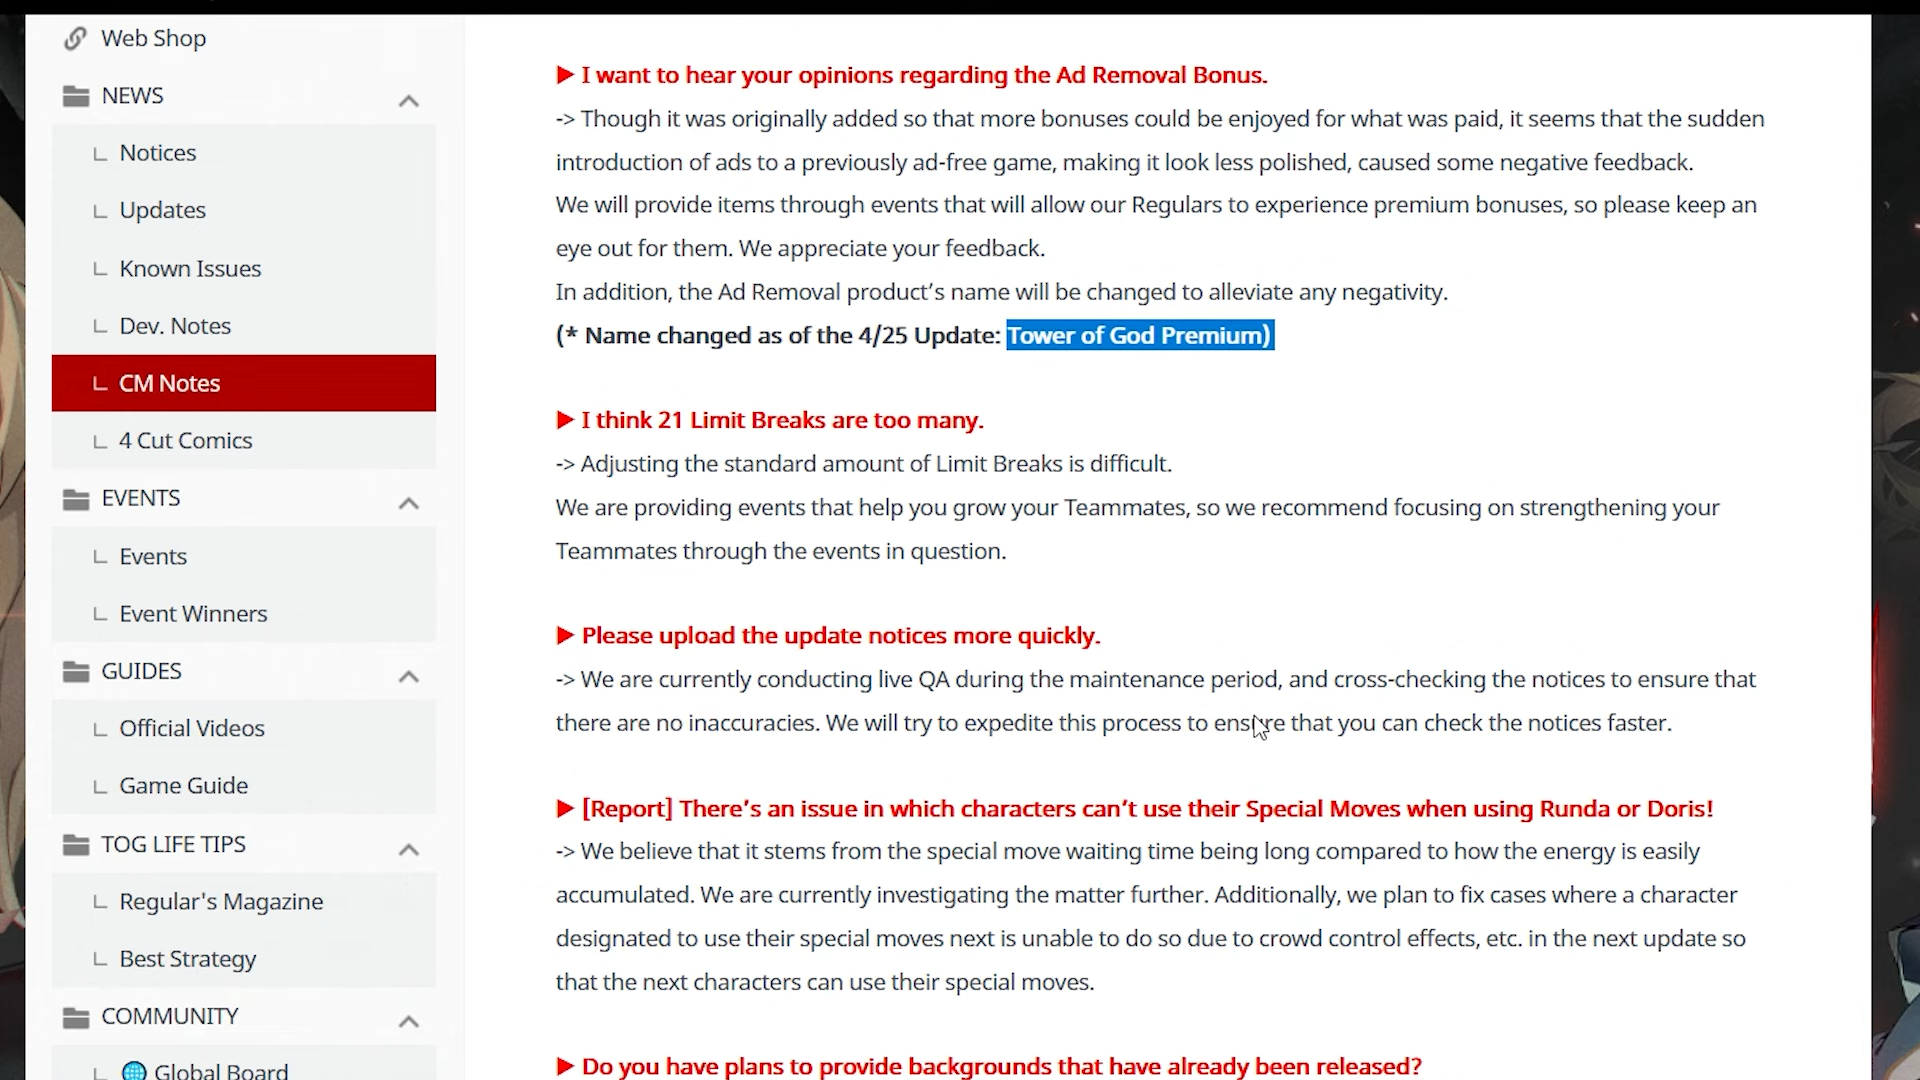 Web Shop
NEWS
Notices
Updates
Known Issues
Dev. Notes
CM Notes
4 Cut Comics
EVENTS
Events
Event Winners
GUIDES
Official Videos
Game Guide
TOG LIFE TIPS
Regular's Magazine
Best Strategy
COMMUNITY
Global Board
▶ I want to hear your opinions regarding the Ad Removal Bonus.
-> Though it was originally added so that more bonuses could be enjoyed for what was paid, it seems that the sudden
introduction of ads to a previously ad-free game, making it look less polished, caused some negative feedback.
We will provide items through events that will allow our Regulars to experience premium bonuses, so please keep an
eye out for them. We appreciate your feedback.
In addition, the Ad Removal product’s name will be changed to alleviate any negativity.
(* Name changed as of the 4/25 Update: Tower of God Premium)
▶ I think 21 Limit Breaks are too many.
-> Adjusting the standard amount of Limit Breaks is difficult.
We are providing events that help you grow your Teammates, so we recommend focusing on strengthening your
Teammates through the events in question.
▶ Please upload the update notices more quickly.
-> We are currently conducting live QA during the maintenance period, and cross-checking the notices to ensure that
there are no inaccuracies. We will try to expedite this process to ensure that you can check the notices faster.
▶ [Report] There’s an issue in which characters can’t use their Special Moves when using Runda or Doris!
-> We believe that it stems from the special move waiting time being long compared to how the energy is easily
accumulated. We are currently investigating the matter further. Additionally, we plan to fix cases where a character
designated to use their special moves next is unable to do so due to crowd control effects, etc. in the next update so
that the next characters can use their special moves.
▶ Do you have plans to provide backgrounds that have already been released?